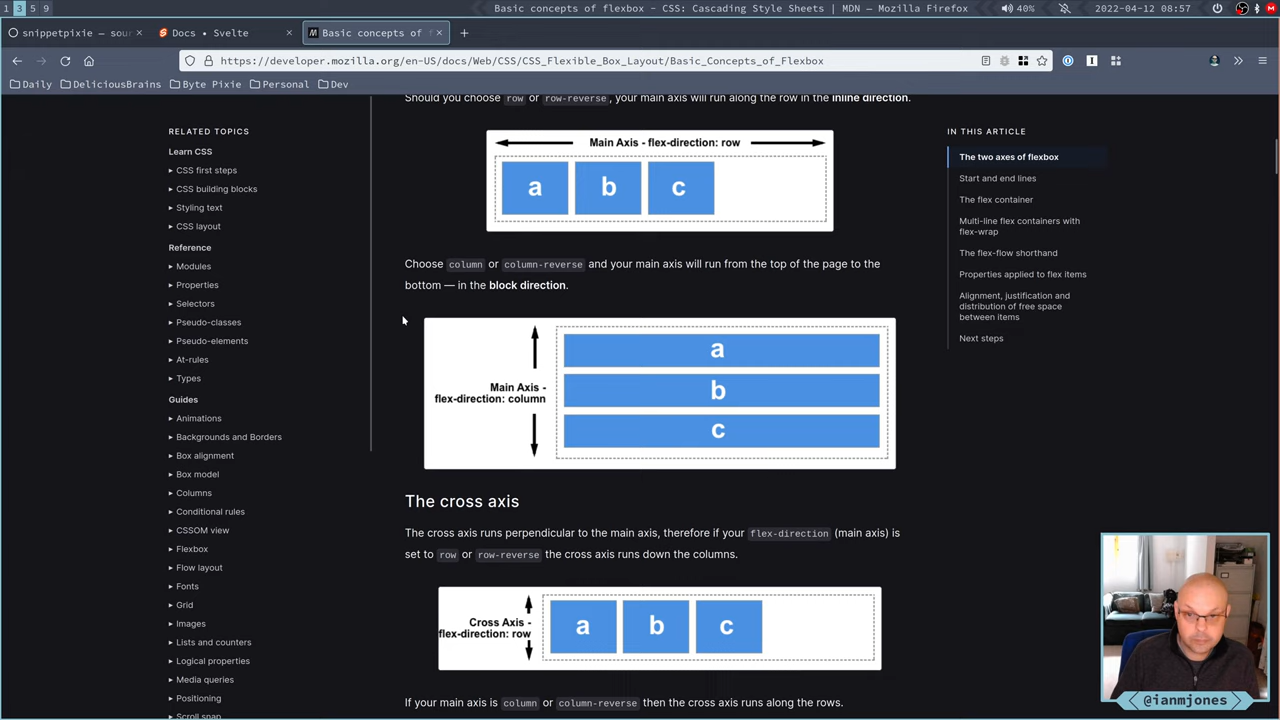 1 3 5 9
Basic concepts of flexbox - CSS: Cascading Style Sheets | MDN — Mozilla Firefox
40%
2022-04-12 08:57
snippetpixie — sou
Docs • Svelte
Basic concepts of f
https://developer.mozilla.org/en-US/docs/Web/CSS/CSS_Flexible_Box_Layout/Basic_Concepts_of_Flexbox
Daily
DeliciousBrains
Byte Pixie
Personal
Dev
RELATED TOPICS
Learn CSS
CSS first steps
CSS building blocks
Styling text
CSS layout
Reference
Modules
Properties
Selectors
Pseudo-classes
Pseudo-elements
At-rules
Types
Guides
Animations
Backgrounds and Borders
Box alignment
Box model
Columns
Conditional rules
CSSOM view
Flexbox
Flow layout
Fonts
Grid
Images
Lists and counters
Logical properties
Media queries
Positioning
Scroll snap
Should you choose row or row-reverse, your main axis will run along the row in the inline direction.
Main Axis - flex-direction: row
a b c
Choose column or column-reverse and your main axis will run from the top of the page to the
bottom — in the block direction.
Main Axis -
flex-direction: column
a
b
c
The cross axis
The cross axis runs perpendicular to the main axis, therefore if your flex-direction (main axis) is
set to row or row-reverse the cross axis runs down the columns.
Cross Axis -
flex-direction: row
a b c
If your main axis is column or column-reverse then the cross axis runs along the rows.
IN THIS ARTICLE
The two axes of flexbox
Start and end lines
The flex container
Multi-line flex containers with
flex-wrap
The flex-flow shorthand
Properties applied to flex items
Alignment, justification and
distribution of free space
between items
Next steps
@ianmjones